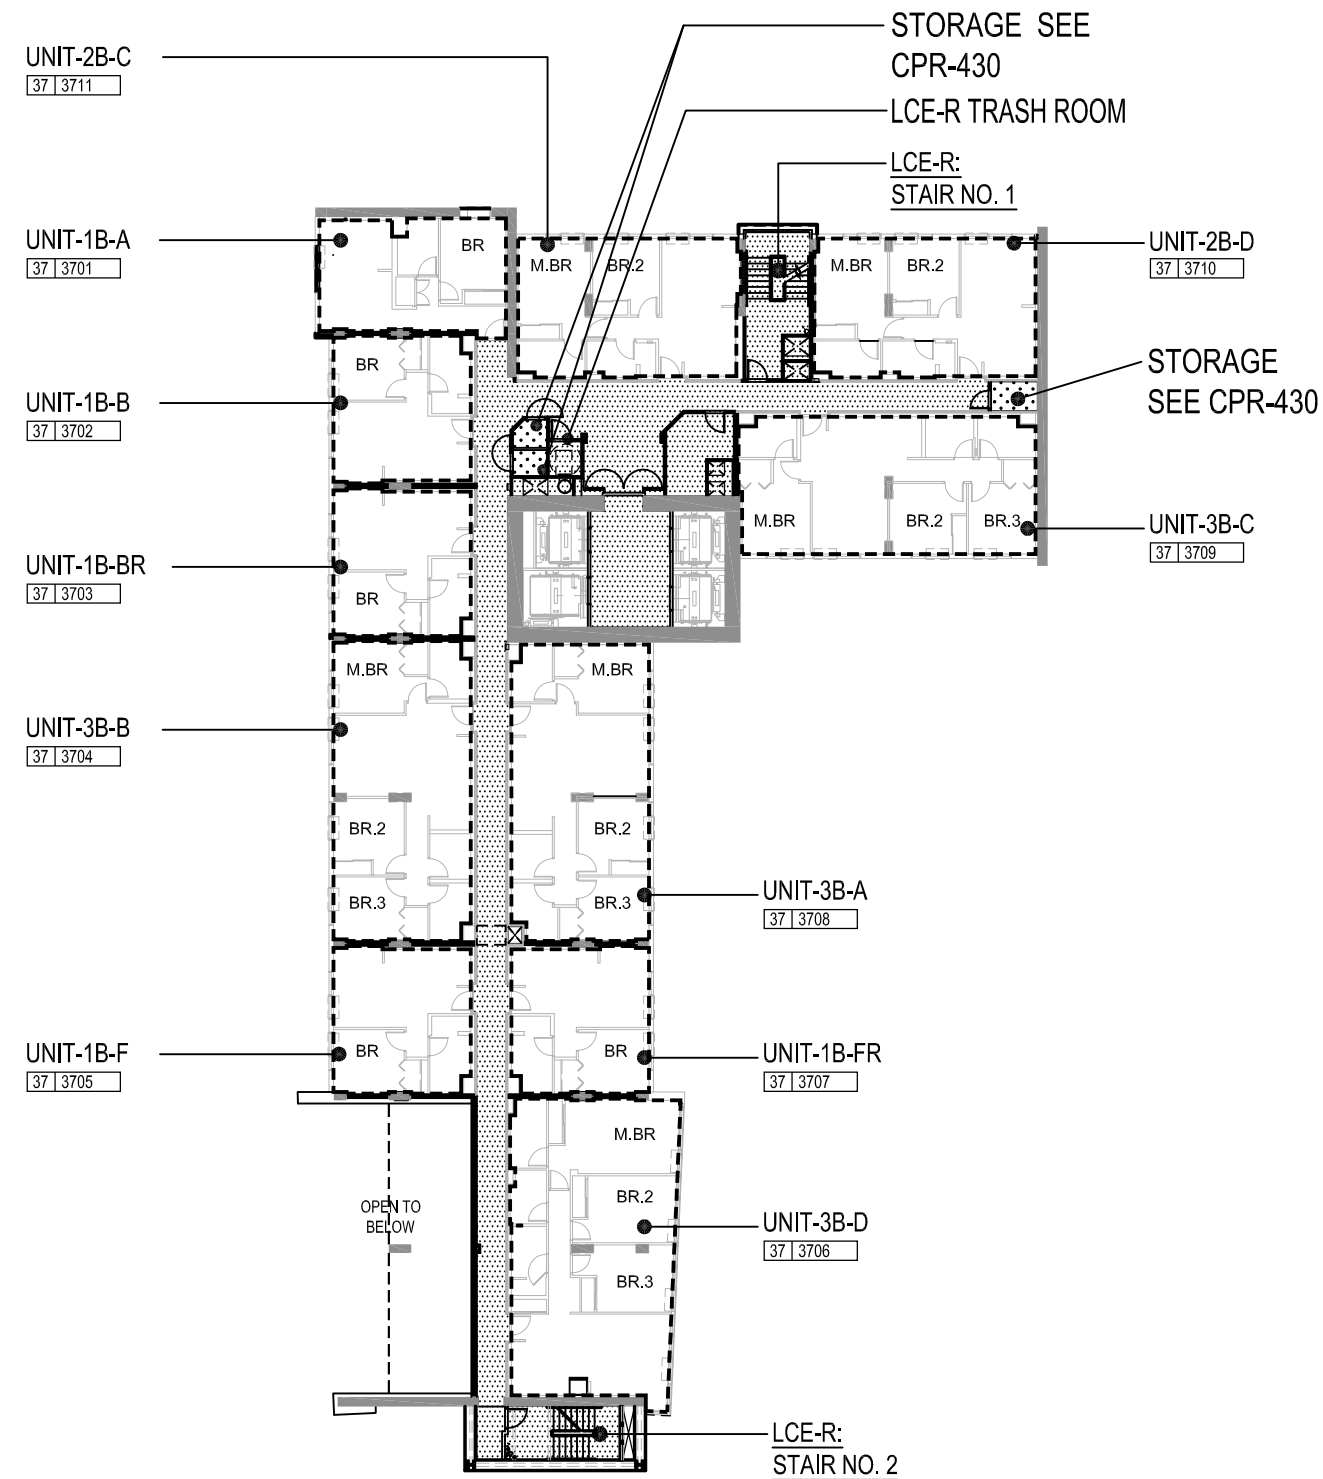 STORAGE SEE
CPR-430
LCE-R TRASH ROOM
LCE-R:
STAIR NO. 1
UNIT-2B-C
37 3711
UNIT-1B-A
37 3701
UNIT-2B-D
37 3710
BR
M.BR
BR.2
M.BR
BR.2
STORAGE
SEE CPR-430
BR
UNIT-1B-B
37 3702
M.BR
BR.2
BR.3
UNIT-3B-C
37 3709
UNIT-1B-BR
37 3703
BR
M.BR
M.BR
UNIT-3B-B
37 3704
BR.2
BR.2
BR.3
BR.3
UNIT-3B-A
37 3708
UNIT-1B-F
37 3705
BR
BR
UNIT-1B-FR
37 3707
M.BR
OPEN TO
BELOW
BR.2
UNIT-3B-D
37 3706
BR.3
LCE-R:
STAIR NO. 2